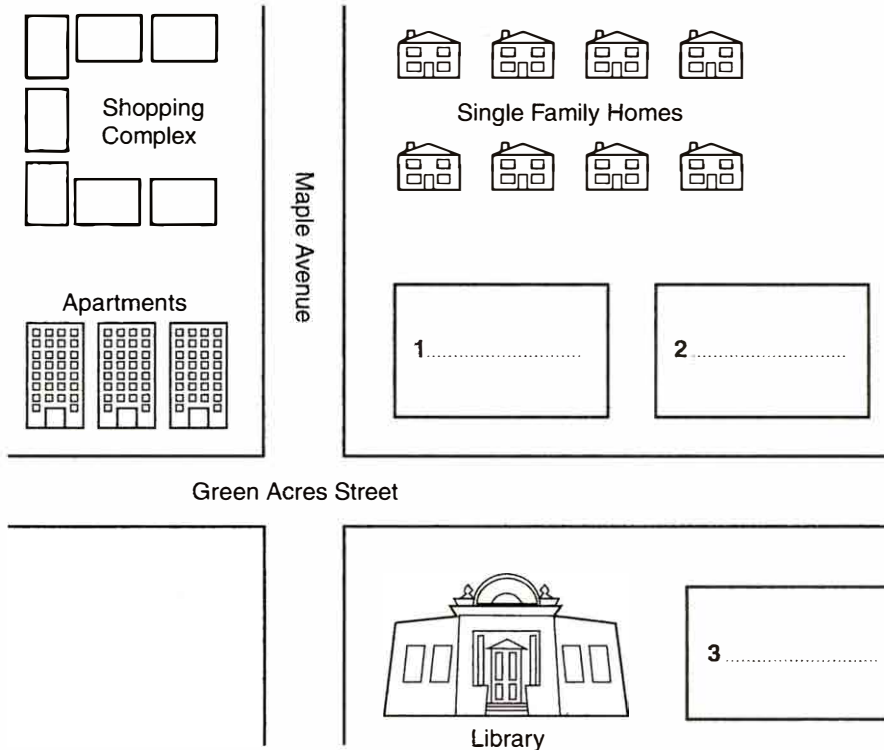 Shopping
Complex
Single Family Homes
Maple Avenue
Apartments
1....................
2....................
Green Acres Street
3....................
Library